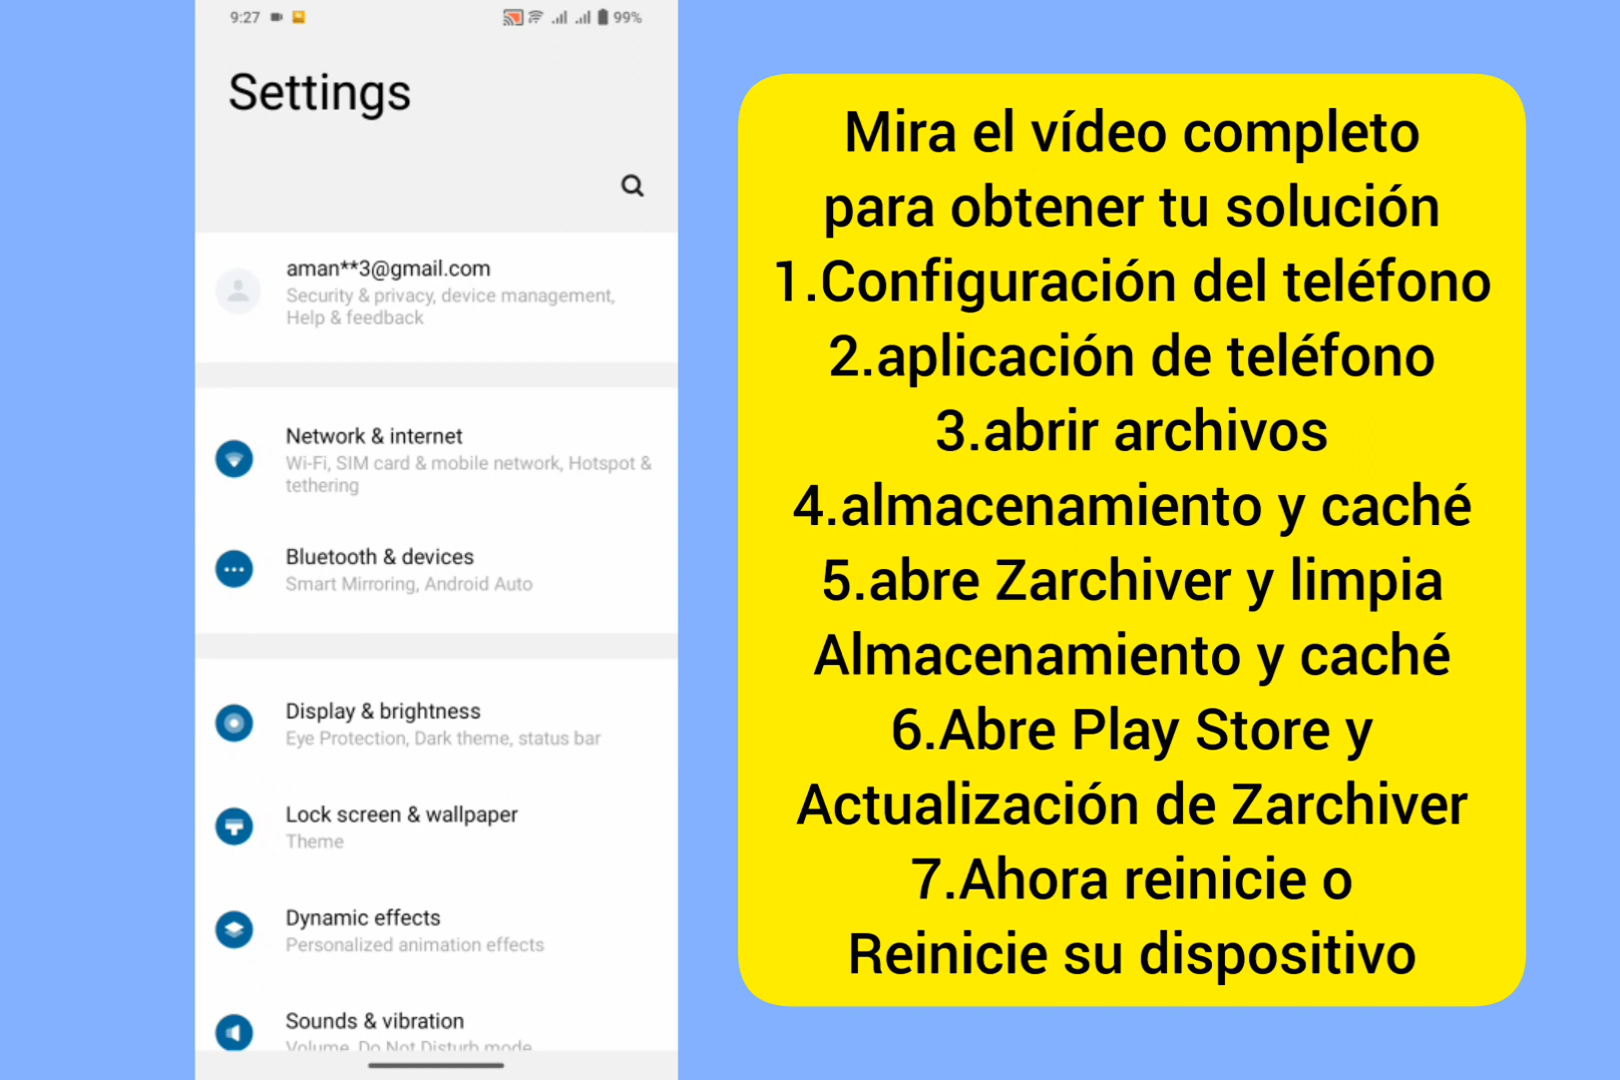 9:27
99%
Settings
aman**3@gmail.com
Security & privacy, device management,
Help & feedback
Network & internet
Wi-Fi, SIM card & mobile network, Hotspot &
tethering
Bluetooth & devices
Smart Mirroring, Android Auto
Display & brightness
Eye Protection, Dark theme, status bar
Lock screen & wallpaper
Theme
Dynamic effects
Personalized animation effects
Sounds & vibration
Volume, Do Not Disturb mode
Mira el vídeo completo
para obtener tu solución
1.Configuración del teléfono
2.aplicación de teléfono
3.abrir archivos
4.almacenamiento y caché
5.abre Zarchiver y limpia
Almacenamiento y caché
6.Abre Play Store y
Actualización de Zarchiver
7.Ahora reinicie o
Reinicie su dispositivo